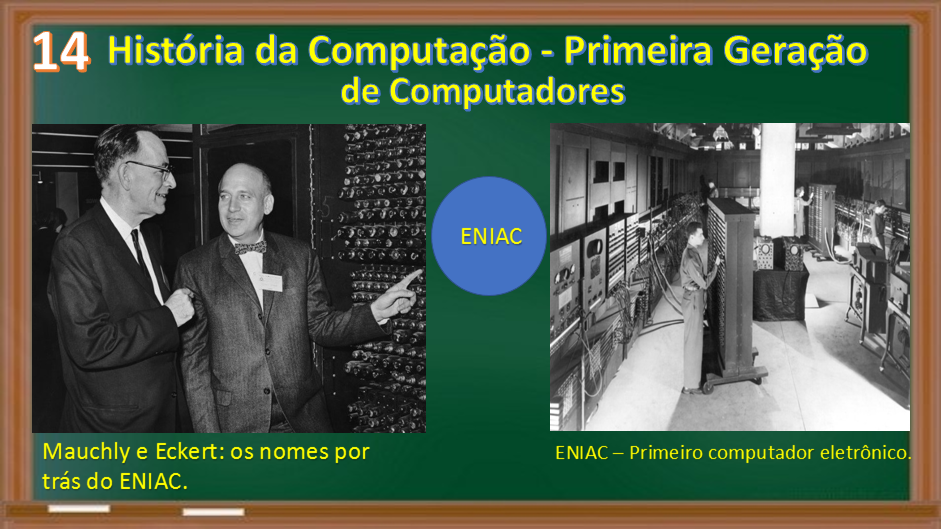 14 História da Computação - Primeira Geração
de Computadores
ENIAC
Mauchly e Eckert: os nomes por
trás do ENIAC.
ENIAC – Primeiro computador eletrônico.